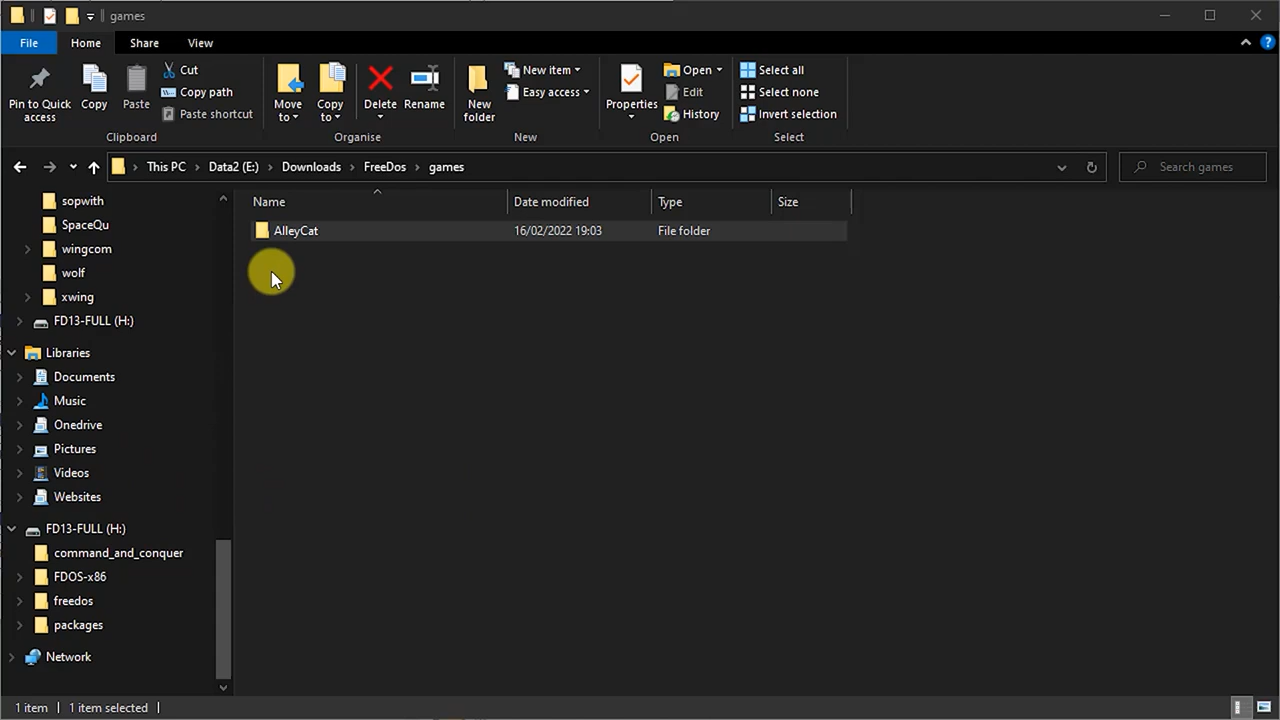 games
File
Home
Share
View
Pin to Quick access
Copy
Paste
Cut
Copy path
Paste shortcut
Clipboard
Move to
Copy to
Delete
Rename
Organise
New folder
New item
Easy access
New
Properties
Open
Edit
History
Open
Select all
Select none
Invert selection
Select
This PC
Data2 (E:)
Downloads
FreeDos
games
Search games
Name
Date modified
Type
Size
AlleyCat
16/02/2022 19:03
File folder
sopwith
SpaceQu
wingcom
wolf
xwing
FD13-FULL (H:)
Libraries
Documents
Music
Onedrive
Pictures
Videos
Websites
FD13-FULL (H:)
command_and_conquer
FDOS-x86
freedos
packages
Network
1 item
1 item selected